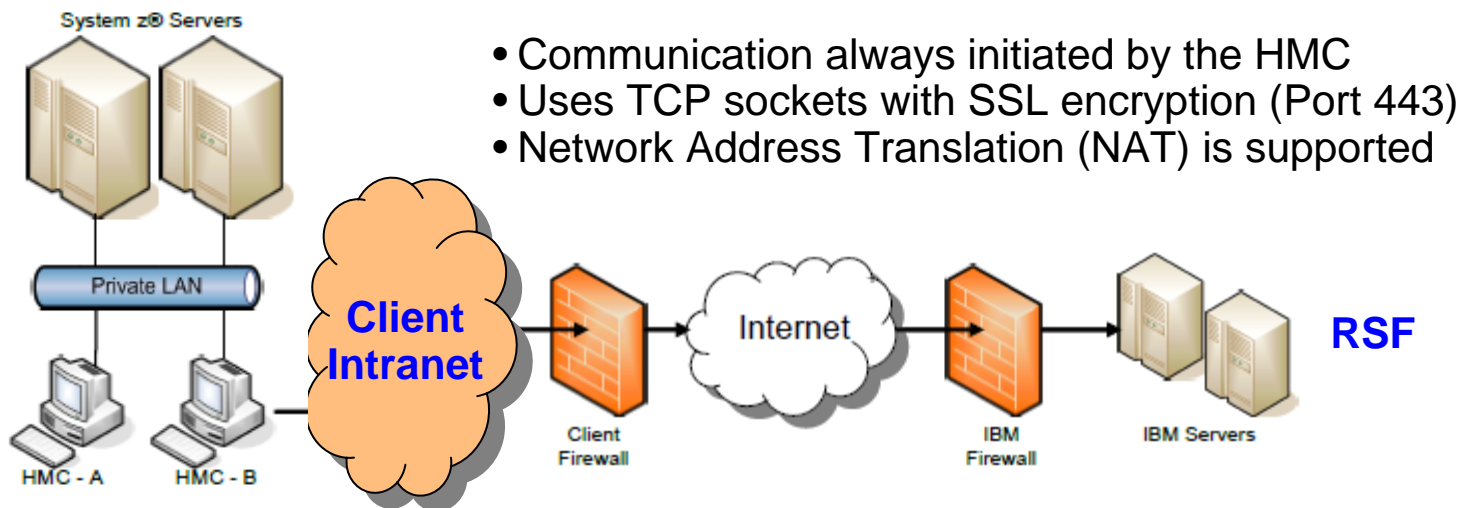 System z® Servers
• Communication always initiated by the HMC
• Uses TCP sockets with SSL encryption (Port 443)
• Network Address Translation (NAT) is supported
Private LAN
Client
Intranet
Internet
RSF
Client
Firewall
IBM
Firewall
IBM Servers
HMC - A
HMC - B